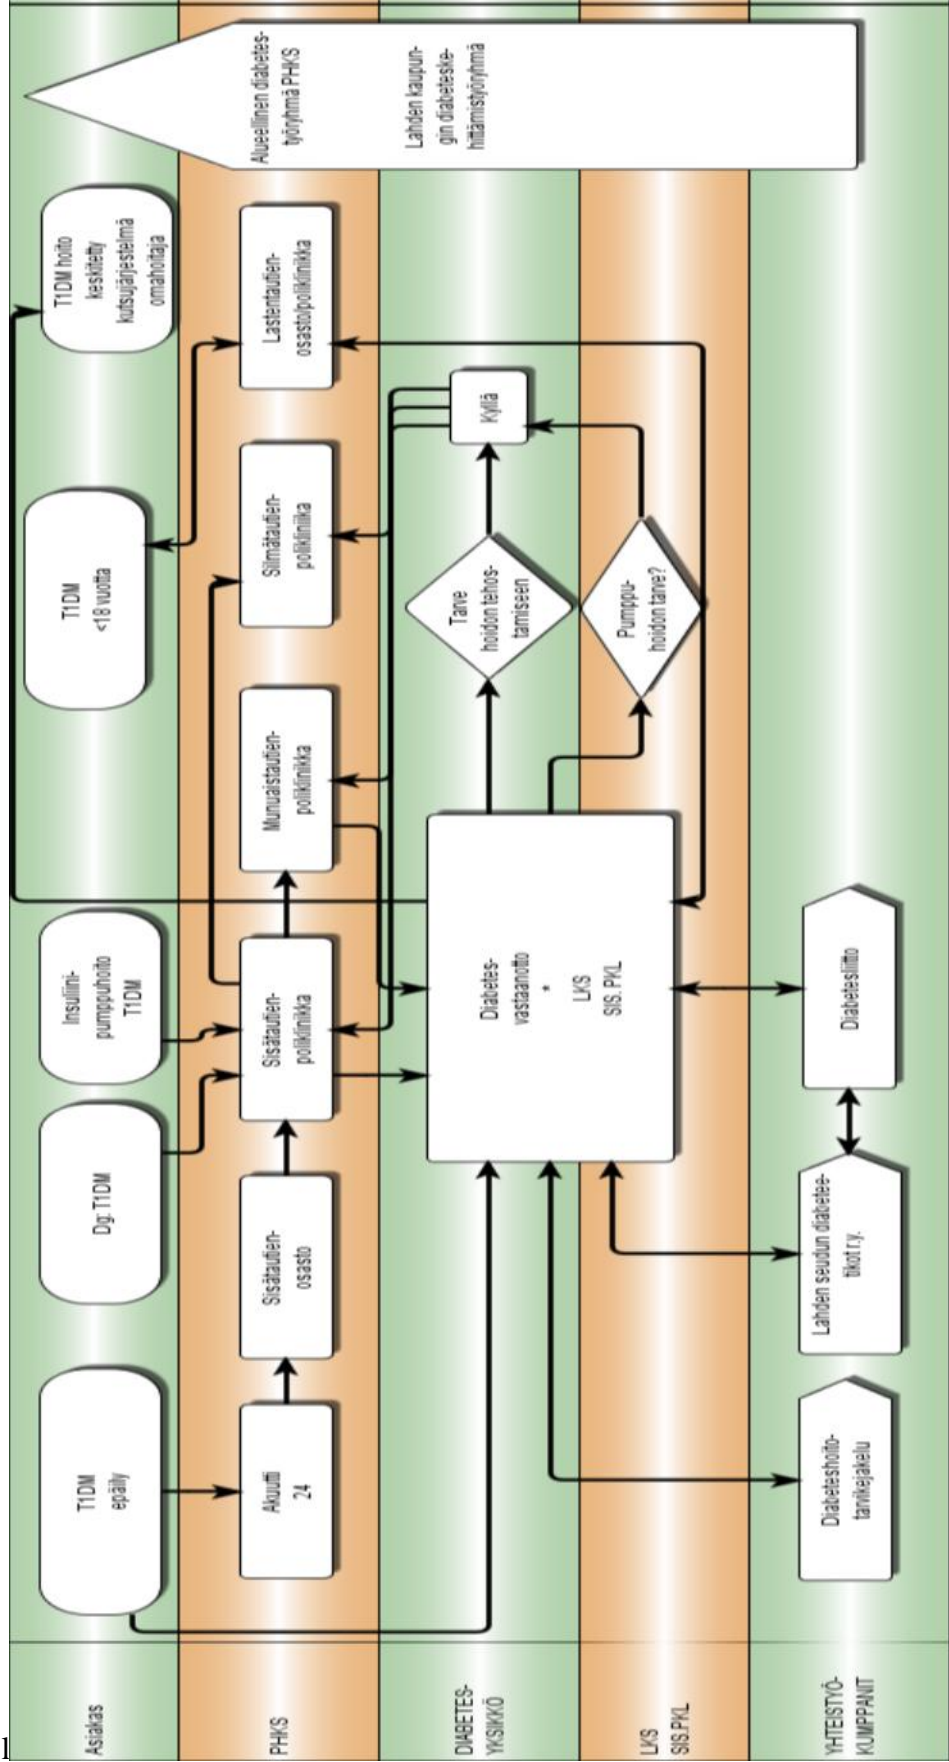 Asiakas
T1DM
epäily
Dg: T1DM
Insuliini-
pumppuhoito
T1DM
T1DM
<18 vuotta
T1DM hoito
keskitetty
kutsujärjestelmä
omahoitaja
PHKS
Akuutti
24
Sisätautien-
osasto
Sisätautien-
poliklinikka
Munuaistautien-
poliklinikka
Silmätautien-
polikliniika
Lastentautien-
osasto/poliklinikka
Alueellinen diabetes-
työryhmä PHKS
Lahden kaupun-
gin diabeteske-
hittämistyöryhmä
DIABETES-
YKSIKKÖ
Diabetes-
vastaanotto
*
LKS
SIS. PKL
Tarve
hoidon tehos-
tamiseen
Kyllä
LKS
SIS.PKL
Pumppu-
hoidon tarve?
YHTEISTYÖ-
KUMPPANIT
Diabeteshoito-
tarvikejakelu
Lahden seudun diabetee-
tikot r.y.
Diabetesliitto
1